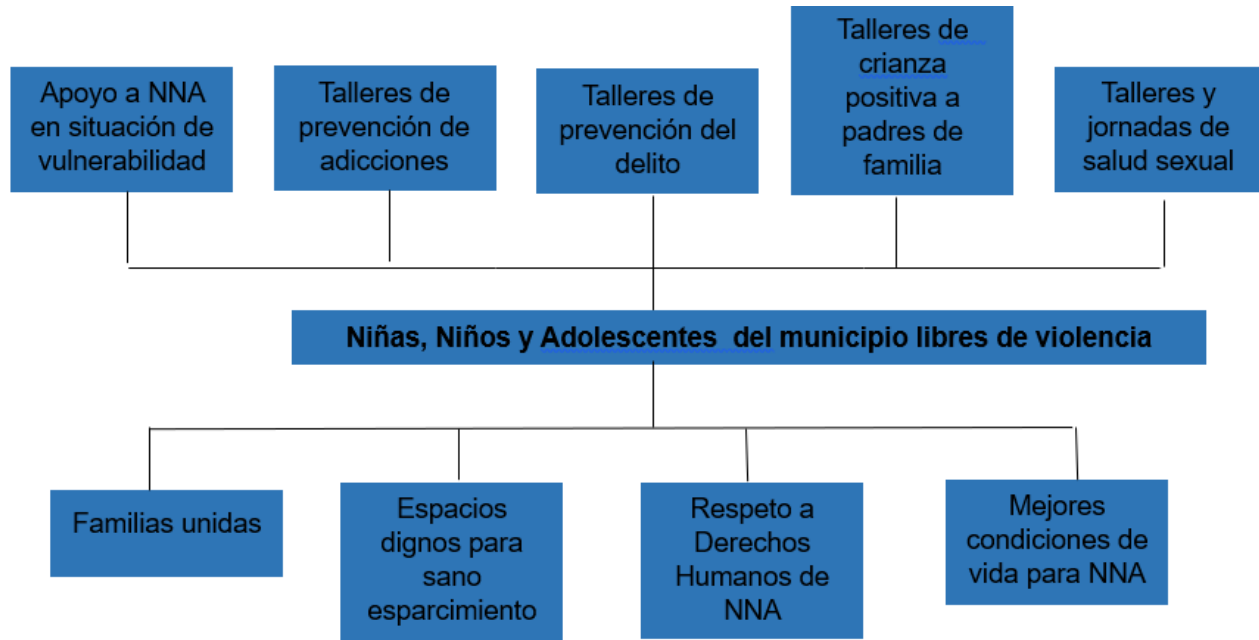 Apoyo a NNA
en situación de
vulnerabilidad
Talleres de
prevención de
adicciones
Talleres de
prevención del
delito
Talleres de
crianza
positiva a
padres de
familia
Talleres y
jornadas de
salud sexual
Niñas, Niños y Adolescentes del municipio libres de violencia
Familias unidas
Espacios
dignos para
sano
esparcimiento
Respeto a
Derechos
Humanos de
NNA
Mejores
condiciones de
vida para NNA